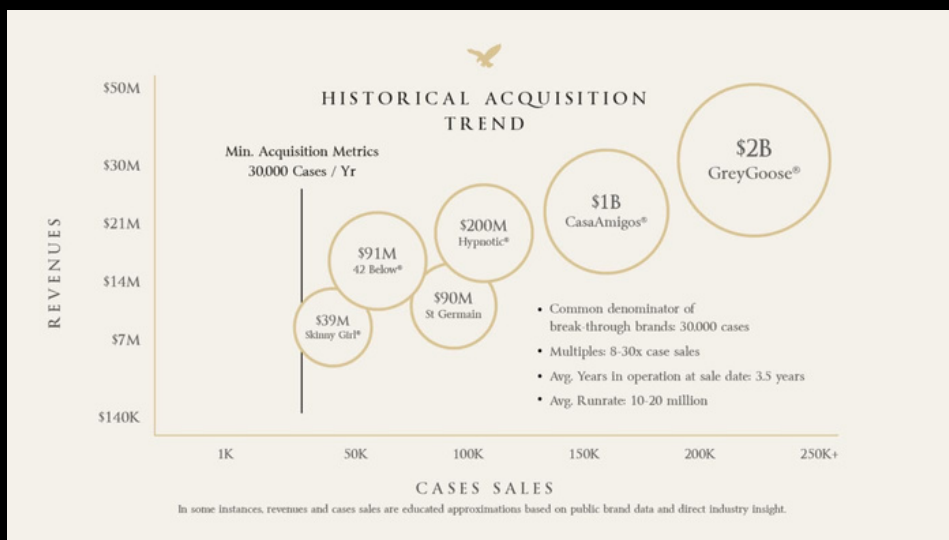 HISTORICAL ACQUISITION
TREND
Min. Acquisition Metrics
30,000 Cases / Yr
REVENUES
$50M
$30M
$21M
$14M
$7M
$140K
$39M
Skinny Girl®
$91M
42 Below®
$90M
St Germain
$200M
Hypnotic®
$1B
CasaAmigos®
$2B
GreyGoose®
• Common denominator of
break-through brands: 30,000 cases
• Multiples: 8-30x case sales
• Avg. Years in operation at sale date: 3.5 years
• Avg. Runrate: 10-20 million
1K 50K 100K 150K 200K 250K+
CASES SALES
In some instances, revenues and cases sales are educated approximations based on public brand data and direct industry insight.